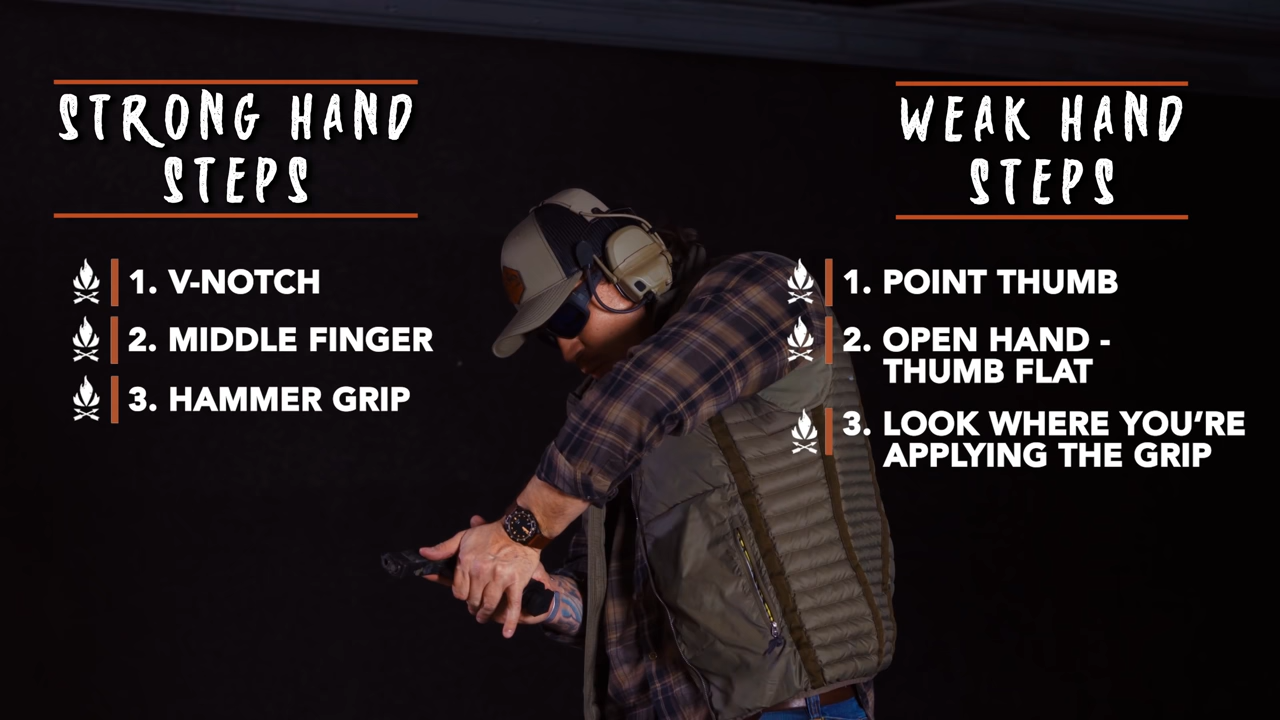 STRONG HAND
STEPS
1. V-NOTCH
2. MIDDLE FINGER
3. HAMMER GRIP
WEAK HAND
STEPS
1. POINT THUMB
2. OPEN HAND -
THUMB FLAT
3. LOOK WHERE YOU'RE
APPLYING THE GRIP